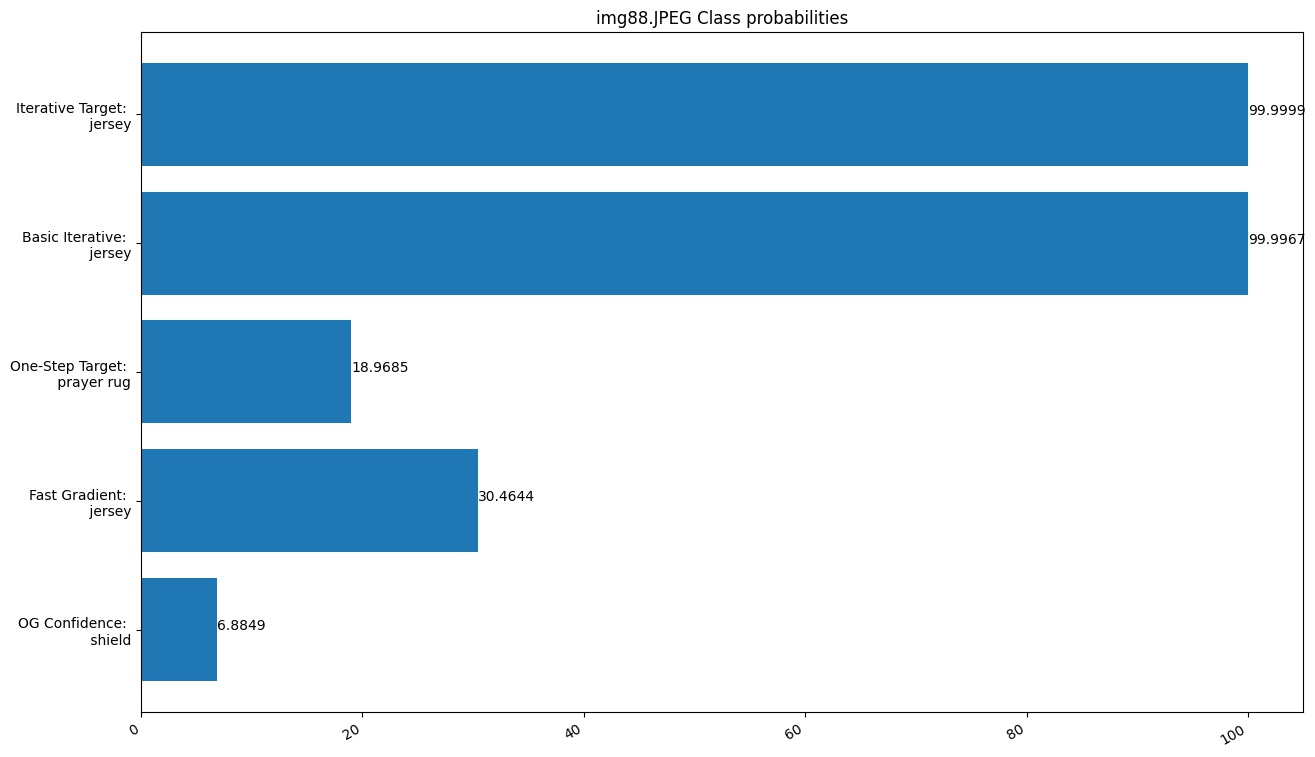 img88.JPEG Class probabilities
Iterative Target:
jersey
99.9999
Basic Iterative:
jersey
99.9967
One-Step Target:
prayer rug
18.9685
Fast Gradient:
jersey
30.4644
OG Confidence:
shield
6.8849
0
20
40
60
80
100